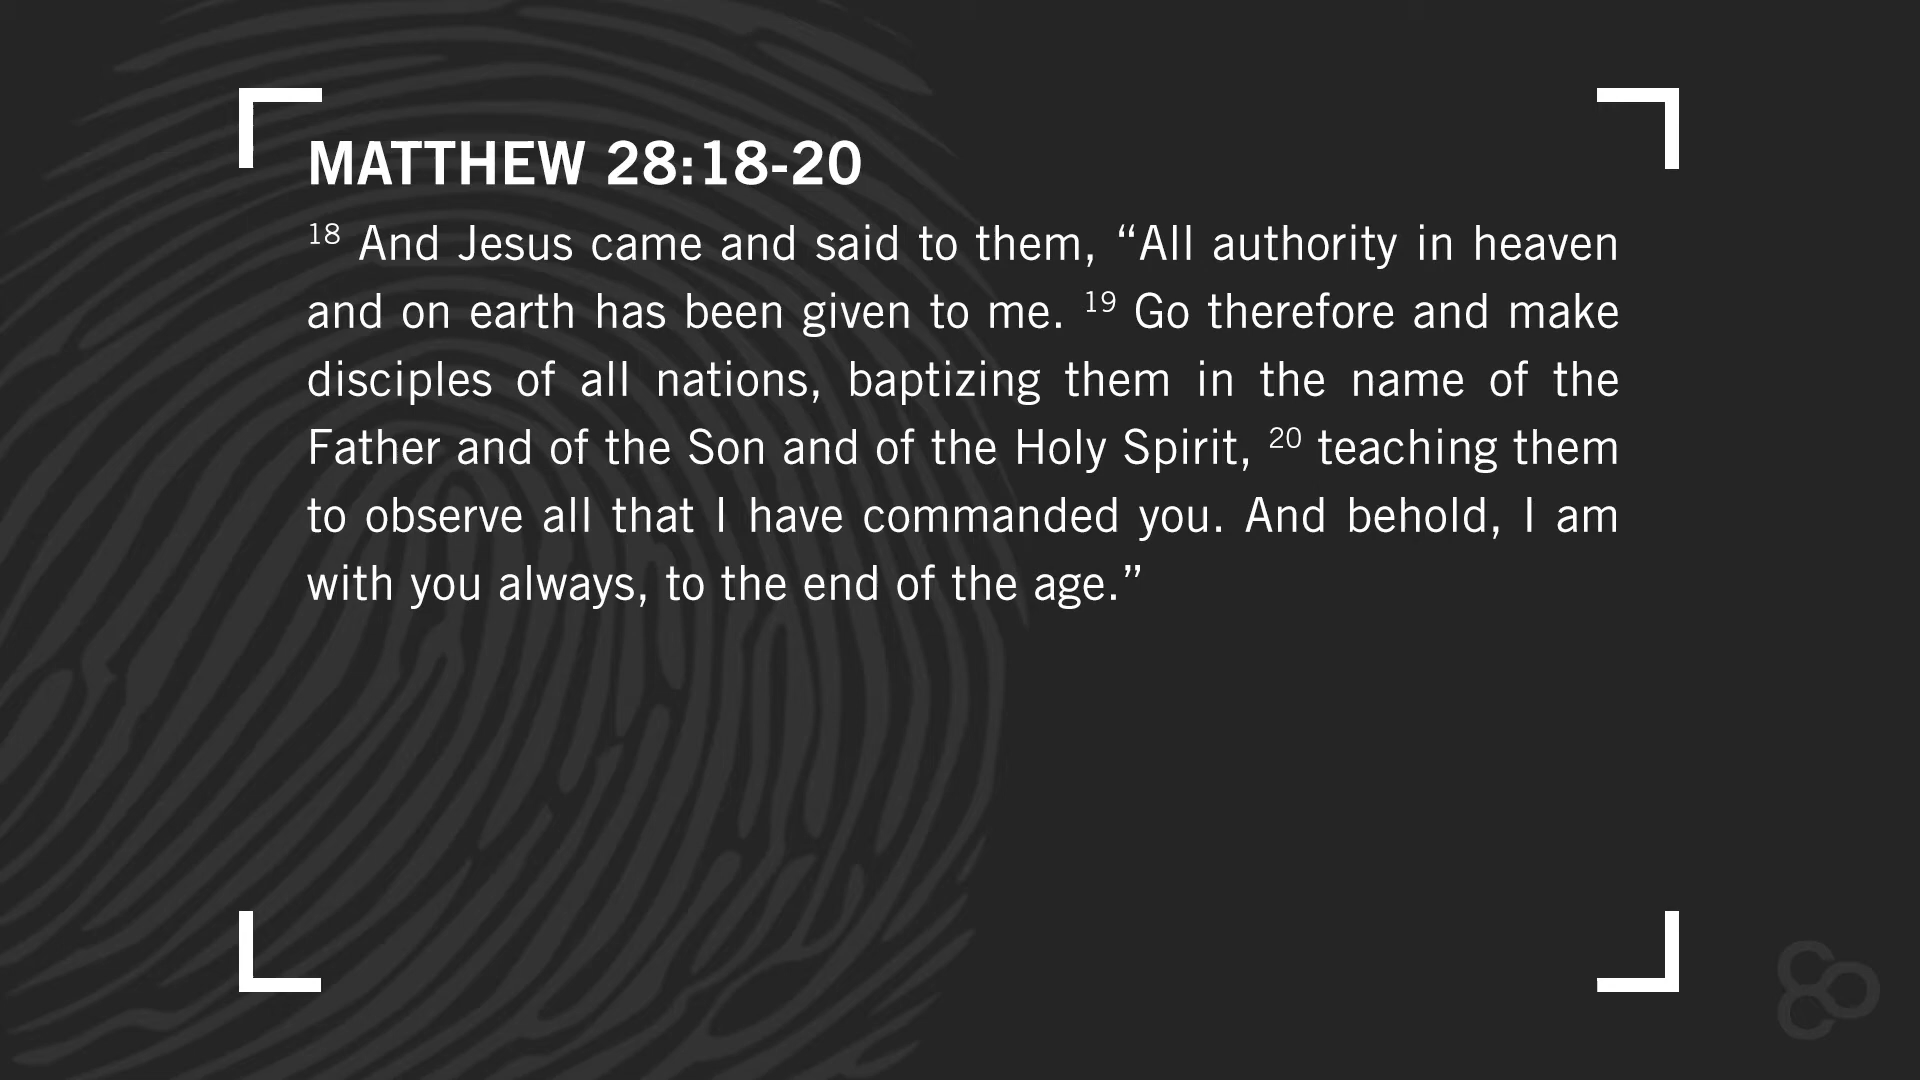 MATTHEW 28:18-20
18 And Jesus came and said to them, “All authority in heaven
and on earth has been given to me. 19 Go therefore and make
disciples of all nations, baptizing them in the name of the
Father and of the Son and of the Holy Spirit, 20 teaching them
to observe all that I have commanded you. And behold, I am
with you always, to the end of the age.”